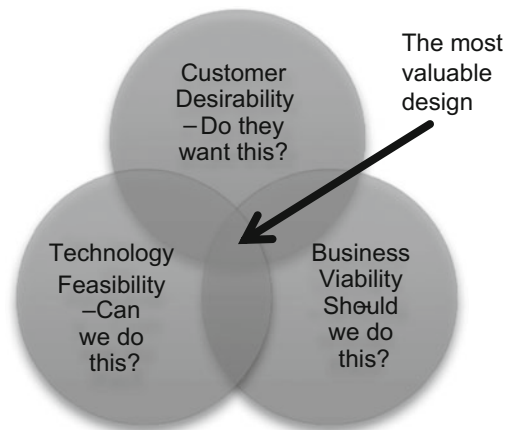 The most
valuable
design
Customer
Desirability
–Do they
want this?
Technology
Feasibility
–Can
we do
this?
Business
Viability
Should–
we do
this?